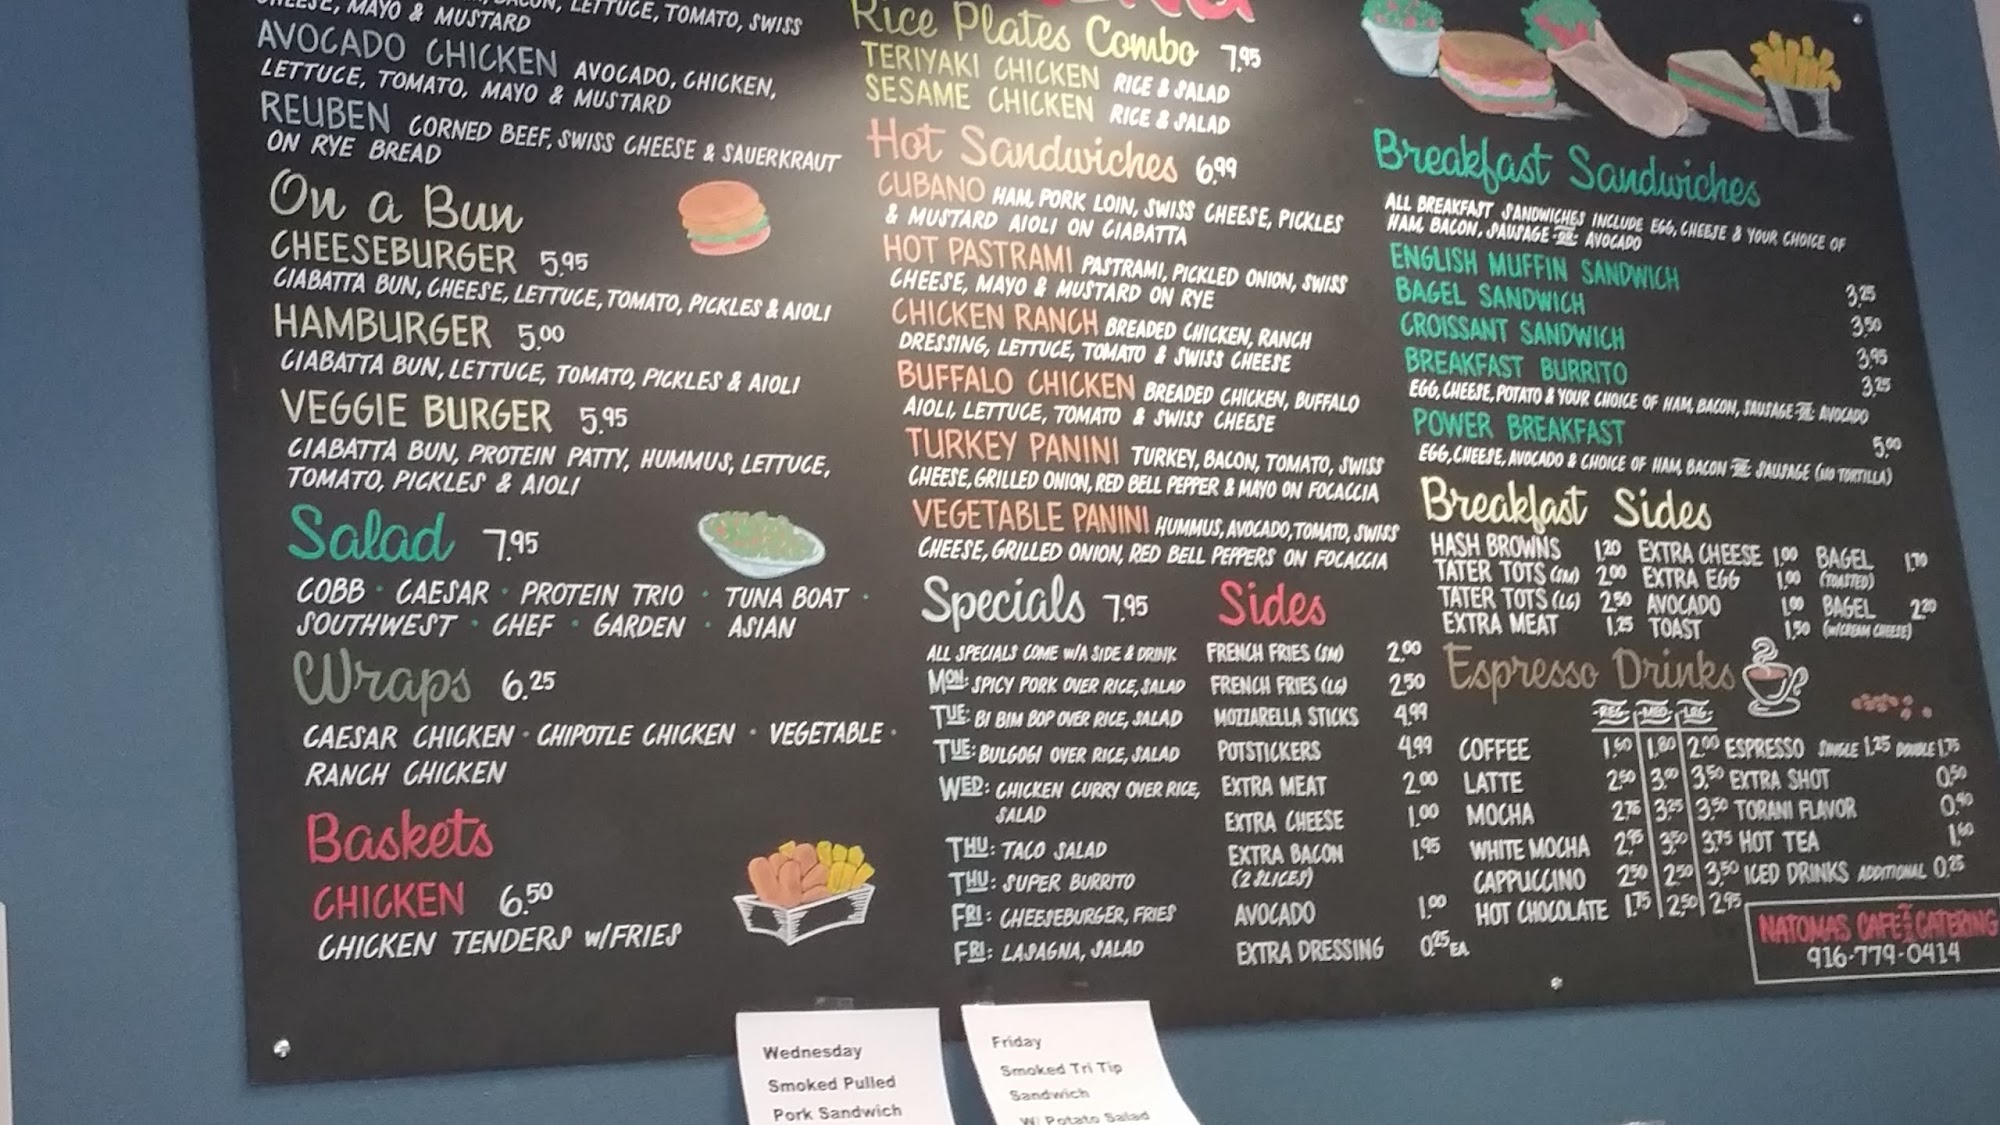 CHEESE, MAYO & MUSTARD
BACON, LETTUCE, TOMATO, SWISS
AVOCADO CHICKEN AVOCADO, CHICKEN,
LETTUCE, TOMATO, MAYO & MUSTARD
REUBEN CORNED BEEF, SWISS CHEESE & SAUERKRAUT
ON RYE BREAD
On a Bun
CHEESEBURGER 5.95
CIABATTA BUN, CHEESE, LETTUCE, TOMATO, PICKLES & AIOLI
HAMBURGER 5.00
CIABATTA BUN, LETTUCE, TOMATO, PICKLES & AIOLI
VEGGIE BURGER 5.95
CIABATTA BUN, PROTEIN PATTY, HUMMUS, LETTUCE,
TOMATO, PICKLES & AIOLI
Salad 7.95
COBB · CAESAR · PROTEIN TRIO · TUNA BOAT ·
SOUTHWEST · CHEF · GARDEN · ASIAN
Wraps 6.25
CAESAR CHICKEN · CHIPOTLE CHICKEN · VEGETABLE ·
RANCH CHICKEN
Baskets
CHICKEN 6.50
CHICKEN TENDERS W/FRIES
Rice Plates Combo 7.95
TERIYAKI CHICKEN RICE & SALAD
SESAME CHICKEN RICE & SALAD
Hot Sandwiches 6.99
CUBANO HAM, PORK LOIN, SWISS CHEESE, PICKLES
& MUSTARD AIOLI ON CIABATTA
HOT PASTRAMI PASTRAMI, PICKLED ONION, SWISS
CHEESE, MAYO & MUSTARD ON RYE
CHICKEN RANCH BREADED CHICKEN, RANCH
DRESSING, LETTUCE, TOMATO & SWISS CHEESE
BUFFALO CHICKEN BREADED CHICKEN, BUFFALO
AIOLI, LETTUCE, TOMATO & SWISS CHEESE
TURKEY PANINI TURKEY, BACON, TOMATO, SWISS
CHEESE, GRILLED ONION, RED BELL PEPPER & MAYO ON FOCACCIA
VEGETABLE PANINI HUMMUS, AVOCADO, TOMATO, SWISS
CHEESE, GRILLED ONION, RED BELL PEPPERS ON FOCACCIA
Specials 7.95
ALL SPECIALS COME W/A SIDE & DRINK
MON: SPICY PORK OVER RICE, SALAD
TUE: BI BIM BOP OVER RICE, SALAD
TUE: BULGOGI OVER RICE, SALAD
WED: CHICKEN CURRY OVER RICE,
SALAD
THU: TACO SALAD
THU: SUPER BURRITO
FRI: CHEESEBURGER, FRIES
FRI: LASAGNA, SALAD
Sides
FRENCH FRIES (SM) 2.00
FRENCH FRIES (LG) 2.50
MOZZARELLA STICKS 4.99
POTSTICKERS 4.99
EXTRA MEAT 2.00
EXTRA CHEESE 1.00
EXTRA BACON 1.95
(2 SLICES)
AVOCADO 1.00
EXTRA DRESSING 0.25 EA
Breakfast Sandwiches
ALL BREAKFAST SANDWICHES INCLUDE EGG, CHEESE & YOUR CHOICE OF
HAM, BACON, SAUSAGE -OR- AVOCADO
ENGLISH MUFFIN SANDWICH 3.25
BAGEL SANDWICH 3.50
CROISSANT SANDWICH 3.95
BREAKFAST BURRITO 3.25
EGG, CHEESE, POTATO & YOUR CHOICE OF HAM, BACON, SAUSAGE OR AVOCADO
POWER BREAKFAST 5.00
EGG, CHEESE, AVOCADO & CHOICE OF HAM, BACON OR SAUSAGE (NO TORTILLA)
Breakfast Sides
HASH BROWNS 1.20 EXTRA CHEESE 1.00 BAGEL 1.70
TATER TOTS (SM) 2.00 EXTRA EGG 1.00 (TOASTED)
TATER TOTS (LG) 2.50 AVOCADO 1.00 BAGEL 2.20
EXTRA MEAT 1.25 TOAST 1.50 (W/CREAM CHEESE)
Espresso Drinks
-REG- -MED- -LRG-
COFFEE 1.60 1.80 2.00 ESPRESSO SINGLE 1.25 DOUBLE 1.75
LATTE 2.50 3.00 3.50 EXTRA SHOT 0.50
MOCHA 2.75 3.25 3.50 TORANI FLAVOR 0.40
WHITE MOCHA 2.95 3.50 3.75 HOT TEA 1.60
CAPPUCCINO 2.50 2.50 3.50 ICED DRINKS ADDITIONAL 0.25
HOT CHOCOLATE 1.75 2.50 2.95
NATOMAS CAFE CATERING
916-779-0414
Wednesday
Smoked Pulled
Pork Sandwich
Friday
Smoked Tri Tip
Sandwich
W/ Potato Salad